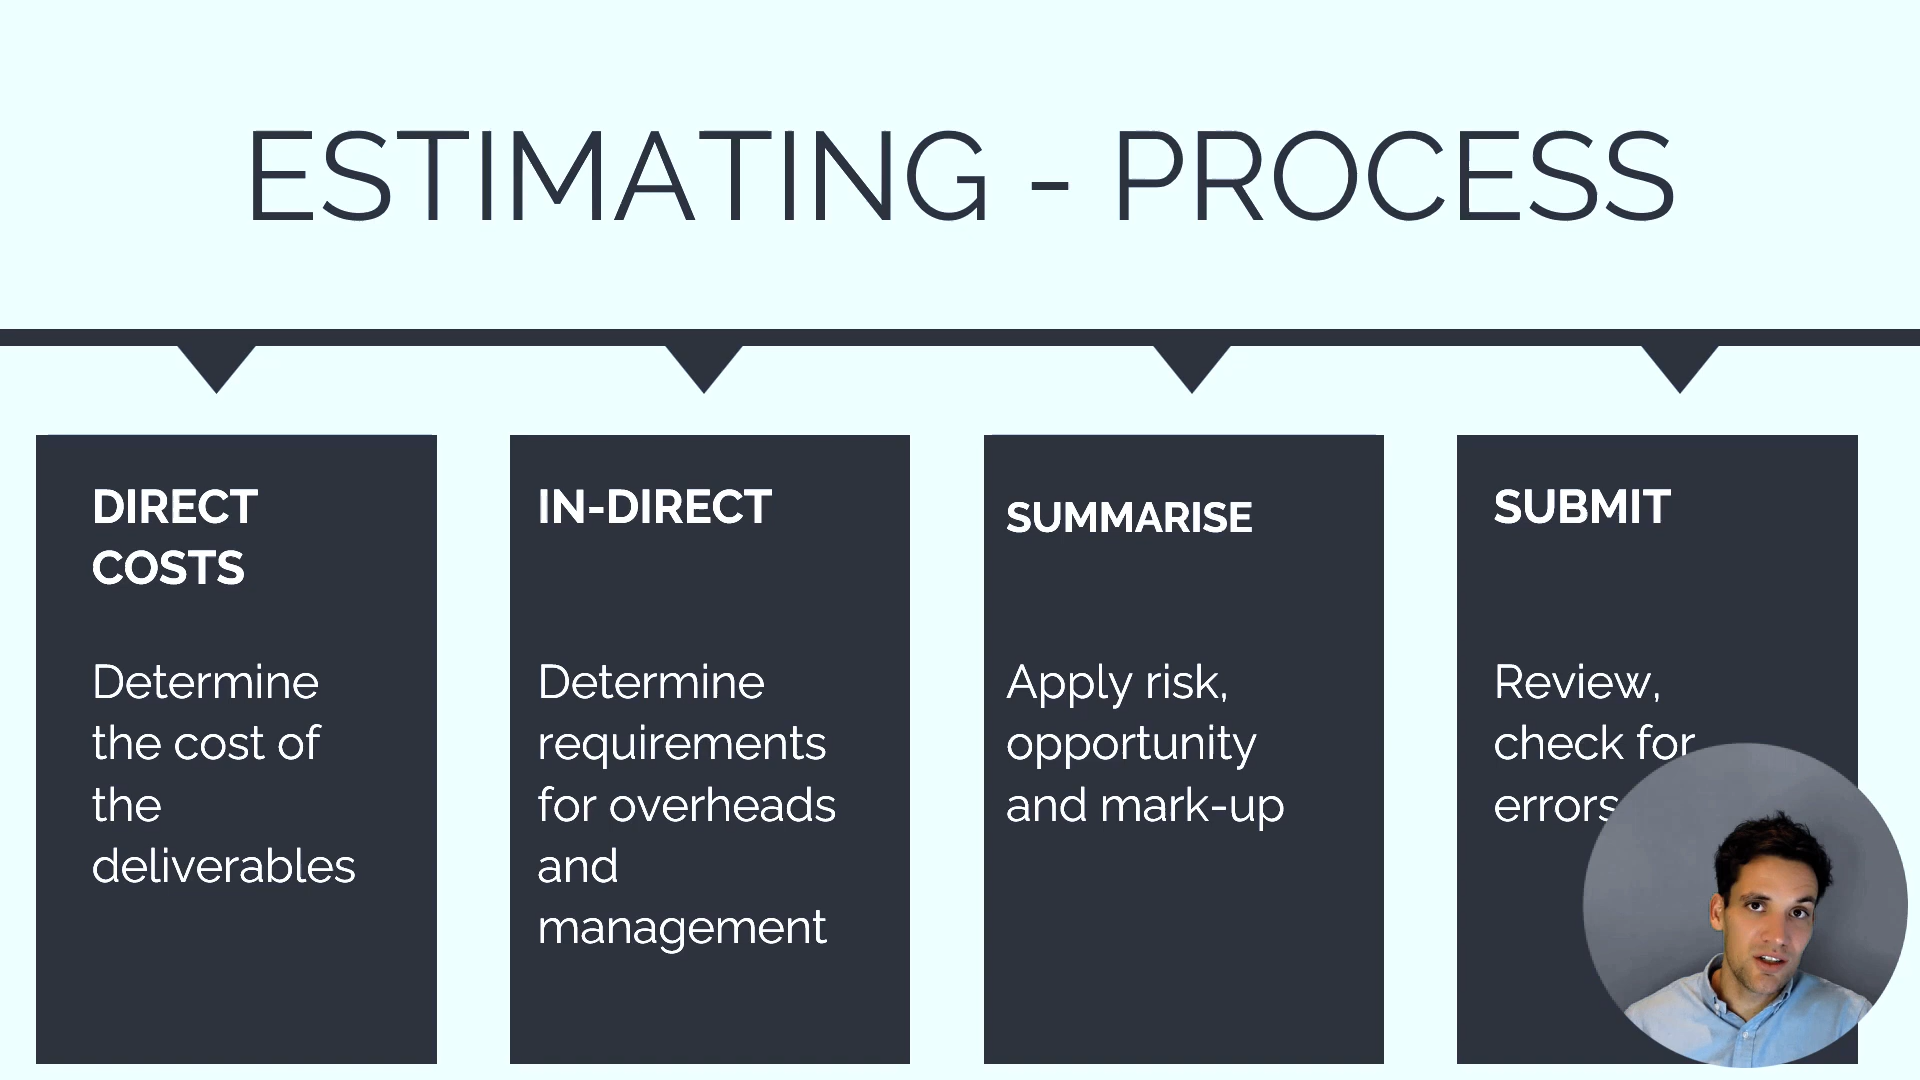 ESTIMATING - PROCESS
DIRECT
COSTS
Determine
the cost of
the
deliverables
IN-DIRECT
Determine
requirements
for overheads
and
management
SUMMARISE
Apply risk,
opportunity
and mark-up
SUBMIT
Review,
check for
errors